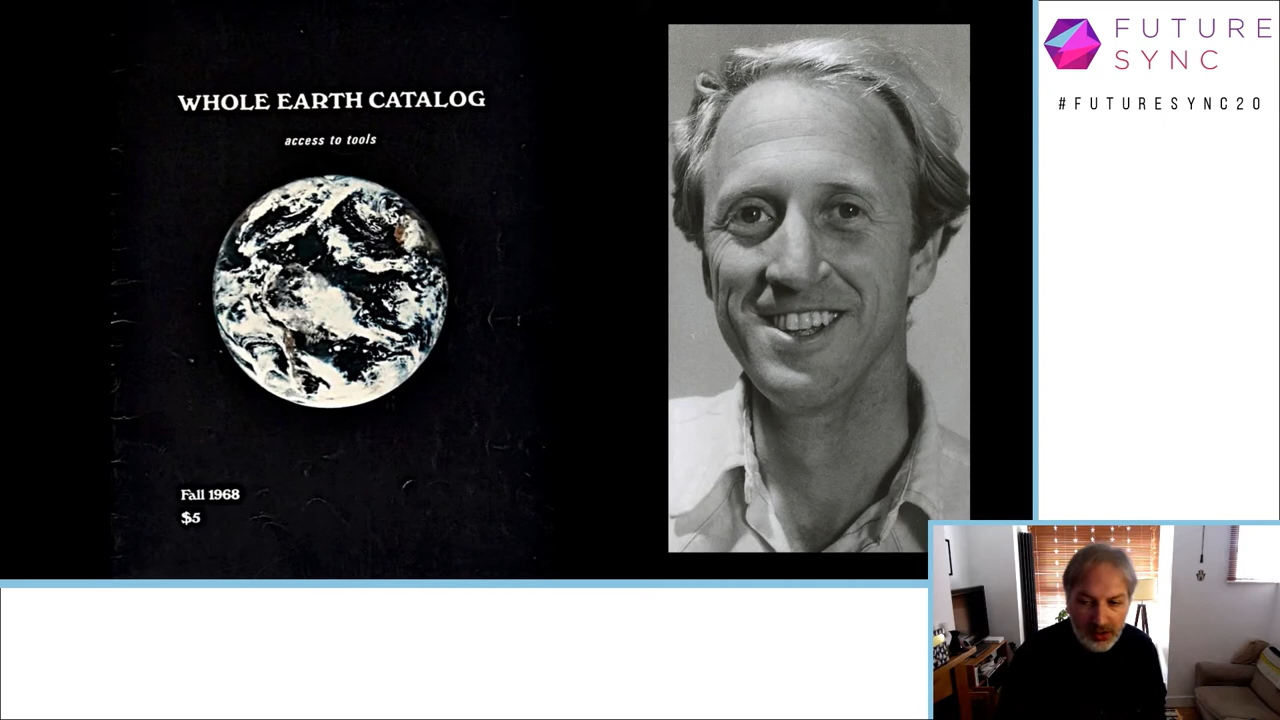 WHOLE EARTH CATALOG
access to tools
Fall 1968
$5
FUTURE
SYNC
#FUTURESYNC20